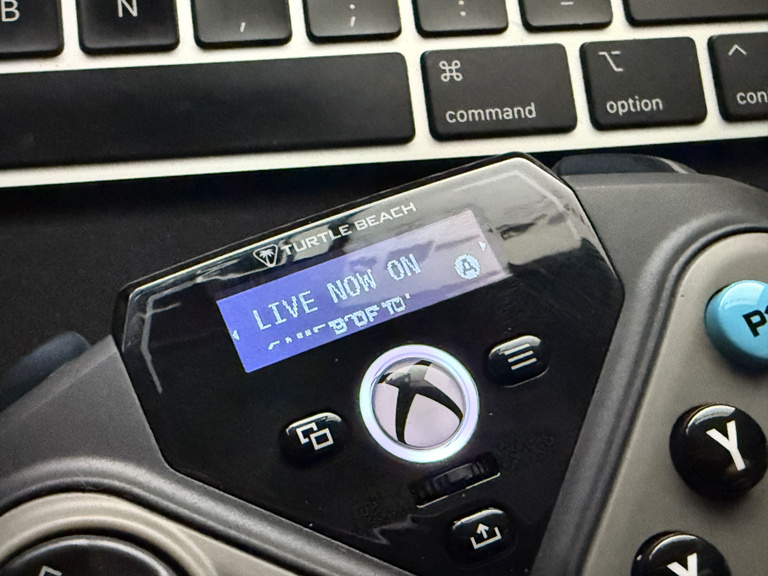 B
N
,
;
:
⌘
command
⌥
option
^
TURTLE BEACH
LIVE NOW ON
A
Y